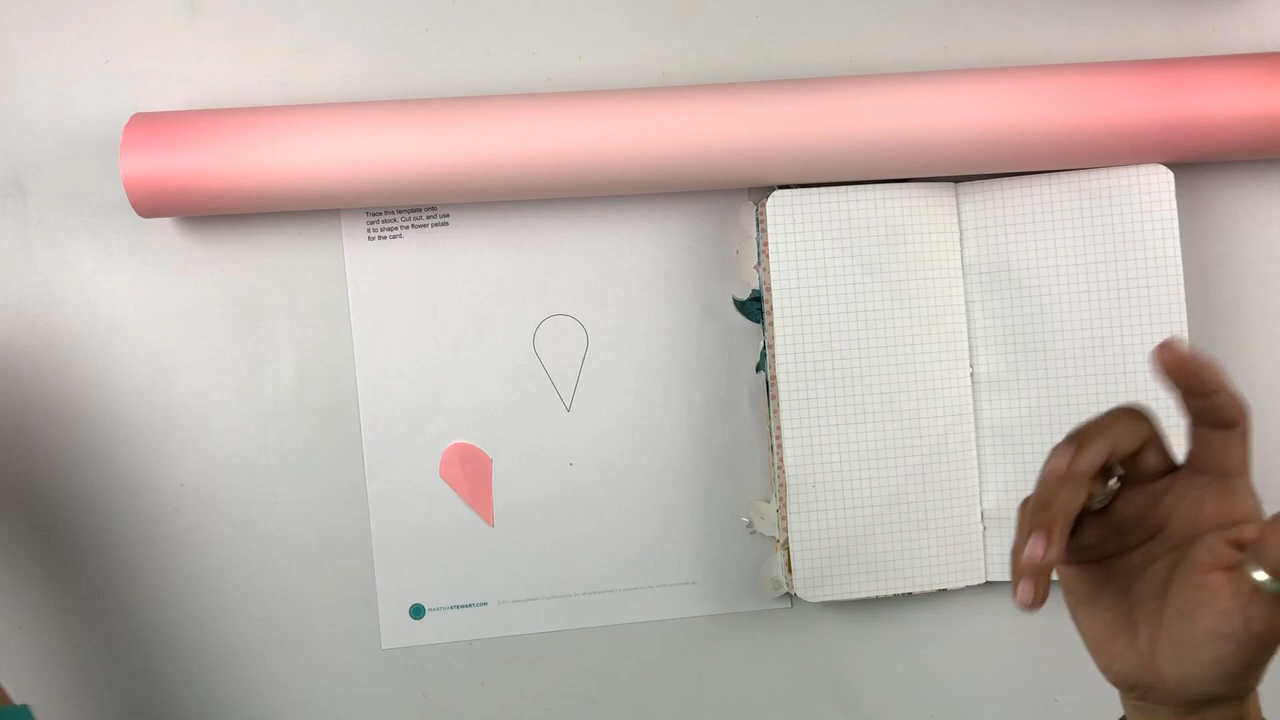 Trace this template onto
card stock. Cut out, and use
it to shape the flower petals
for the card.
MARTHASTEWART.COM